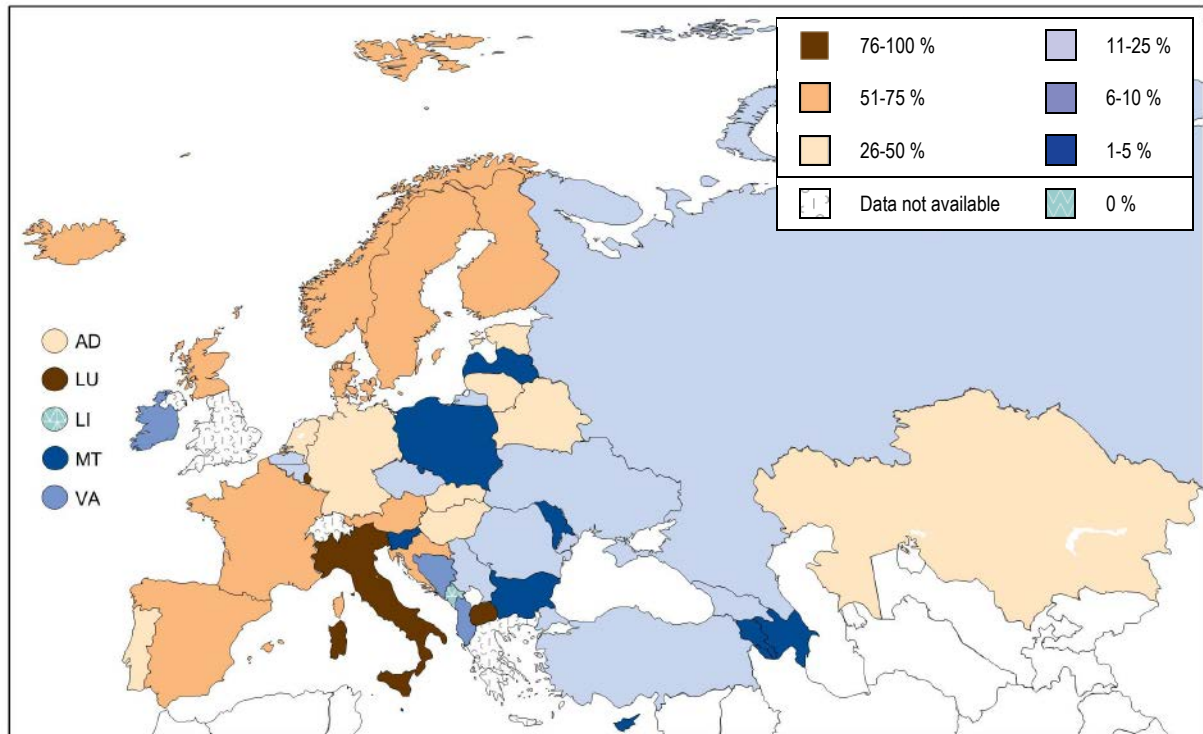 76-100 %
11-25 %
51-75 %
6-10 %
26-50 %
1-5 %
Data not available
0 %
AD
LU
LI
MT
VA